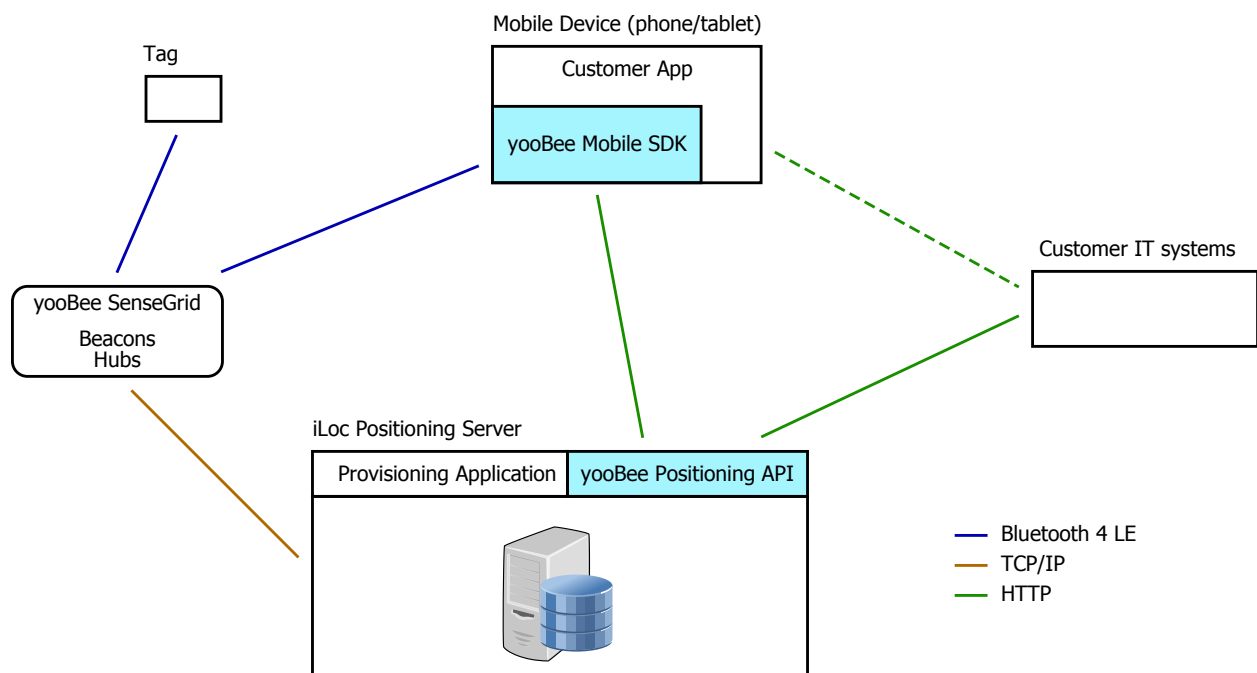 Mobile Device (phone/tablet)
Tag
Customer App
yooBee Mobile SDK
Customer IT systems
yooBee SenseGrid
Beacons
Hubs
iLoc Positioning Server
Provisioning Application
yooBee Positioning API
Bluetooth 4 LE
TCP/IP
HTTP